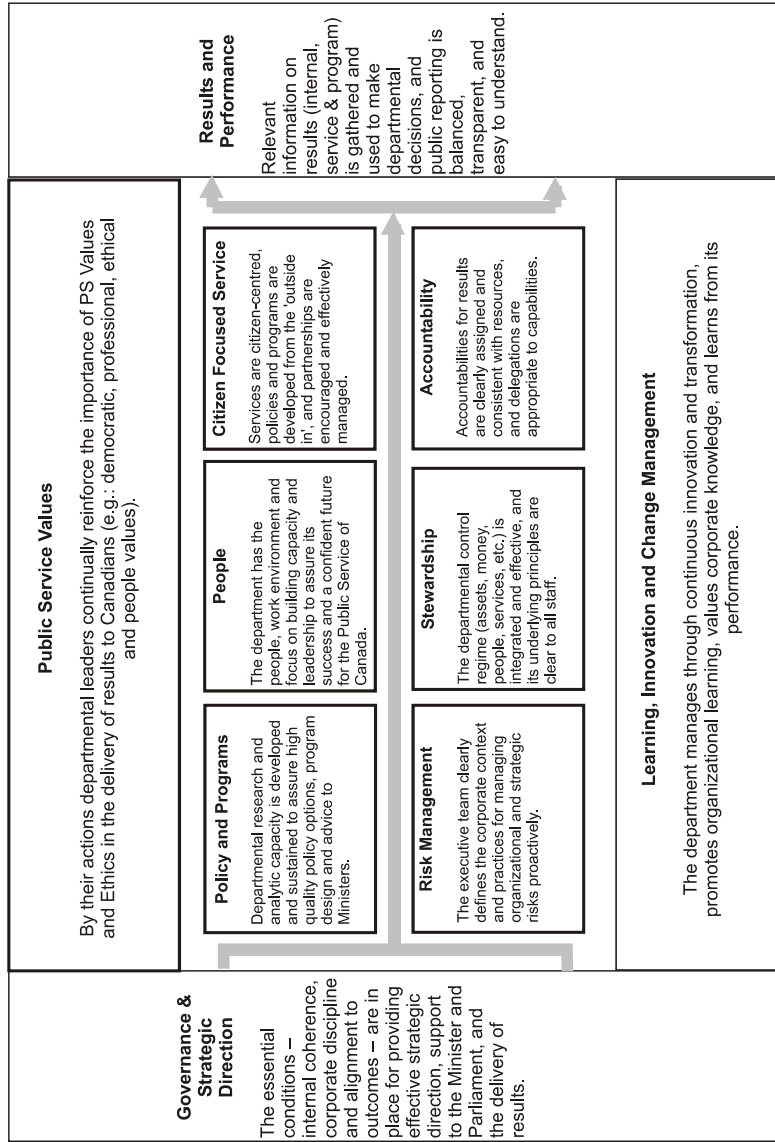 Public Service Values
By their actions departmental leaders continually reinforce the importance of PS Values
and Ethics in the delivery of results to Canadians (e.g.: democratic, professional, ethical
and people values).
Governance &
Strategic
Direction
The essential
conditions –
internal coherence,
corporate discipline
and alignment to
outcomes – are in
place for providing
effective strategic
direction, support
to the Minister and
Parliament, and
the delivery of
results.
Policy and Programs
Departmental research and
analytic capacity is developed
and sustained to assure high
quality policy options, program
design and advice to
Ministers.
People
The department has the
people, work environment and
focus on building capacity and
leadership to assure its
success and a confident future
for the Public Service of
Canada.
Citizen Focused Service
Services are citizen-centred,
policies and programs are
developed from the 'outside
in', and partnerships are
encouraged and effectively
managed.
Risk Management
The executive team clearly
defines the corporate context
and practices for managing
organizational and strategic
risks proactively.
Stewardship
The departmental control
regime (assets, money,
people, services, etc.) is
integrated and effective, and
its underlying principles are
clear to all staff.
Accountability
Accountabilities for results
are clearly assigned and
consistent with resources,
and delegations are
appropriate to capabilities.
Results and
Performance
Relevant
information on
results (internal,
service & program)
is gathered and
used to make
departmental
decisions, and
public reporting is
balanced,
transparent, and
easy to understand.
Learning, Innovation and Change Management
The department manages through continuous innovation and transformation,
promotes organizational learning, values corporate knowledge, and learns from its
performance.